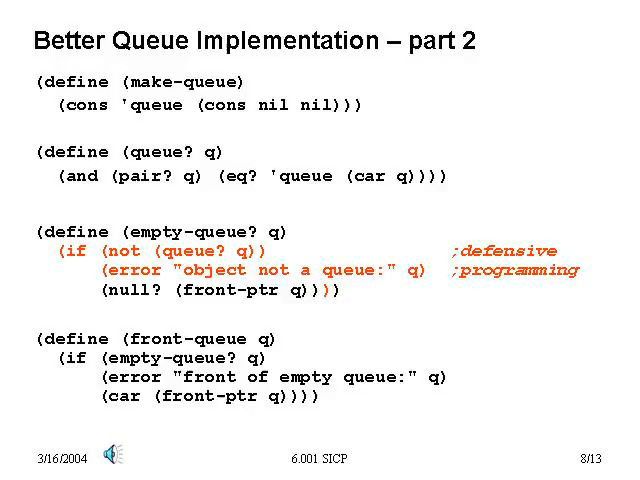 Better Queue Implementation – part 2
(define (make-queue)
  (cons 'queue (cons nil nil)))
(define (queue? q)
  (and (pair? q) (eq? 'queue (car q))))
(define (empty-queue? q)
  (if (not (queue? q))                 ;defensive
      (error "object not a queue:" q)  ;programming
      (null? (front-ptr q))))
(define (front-queue q)
  (if (empty-queue? q)
      (error "front of empty queue:" q)
      (car (front-ptr q))))
3/16/2004 6.001 SICP 8/13